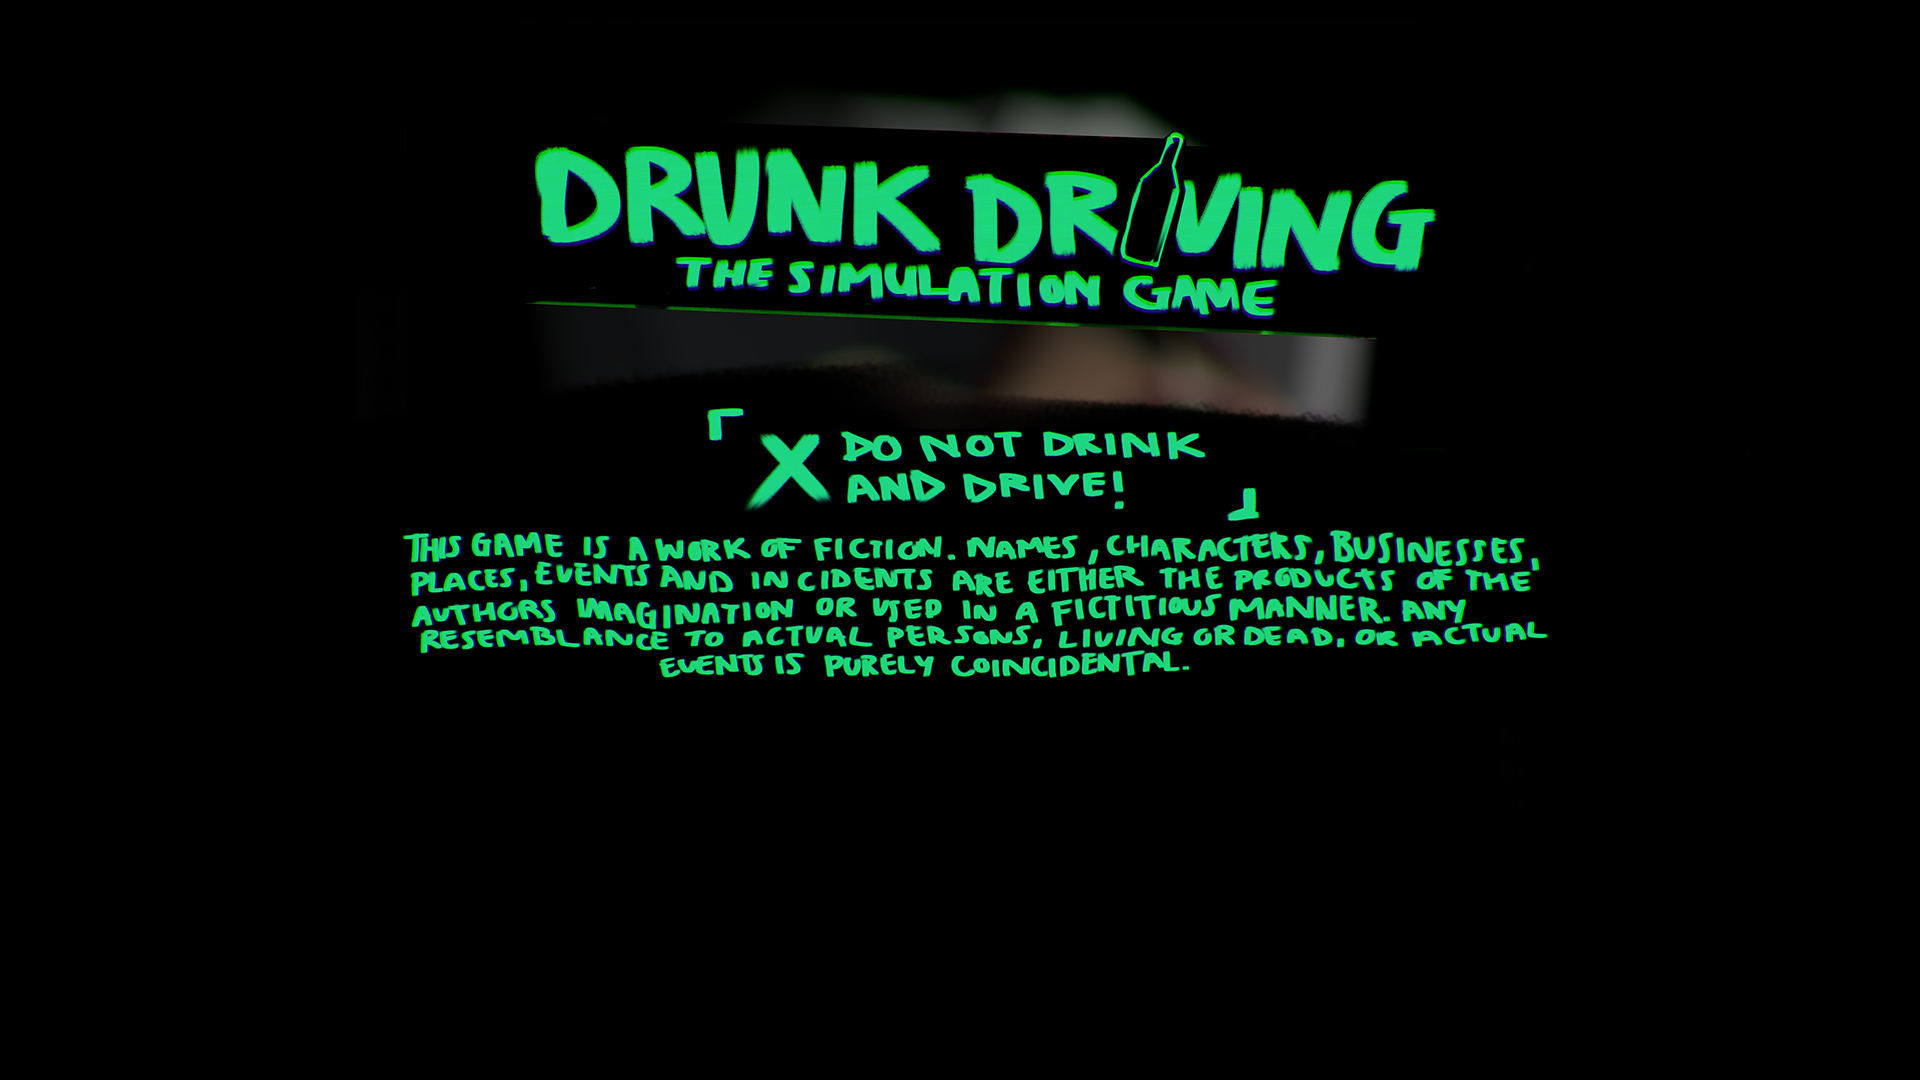 DRUNK DRIVING
THE SIMULATION GAME
X DO NOT DRINK
AND DRIVE!
THIS GAME IS A WORK OF FICTION. NAMES, CHARACTERS, BUSINESSES,
PLACES, EVENTS AND INCIDENTS ARE EITHER THE PRODUCTS OF THE
AUTHORS IMAGINATION OR USED IN A FICTITIOUS MANNER. ANY
RESEMBLANCE TO ACTUAL PERSONS, LIVING OR DEAD, OR ACTUAL
EVENTS IS PURELY COINCIDENTAL.